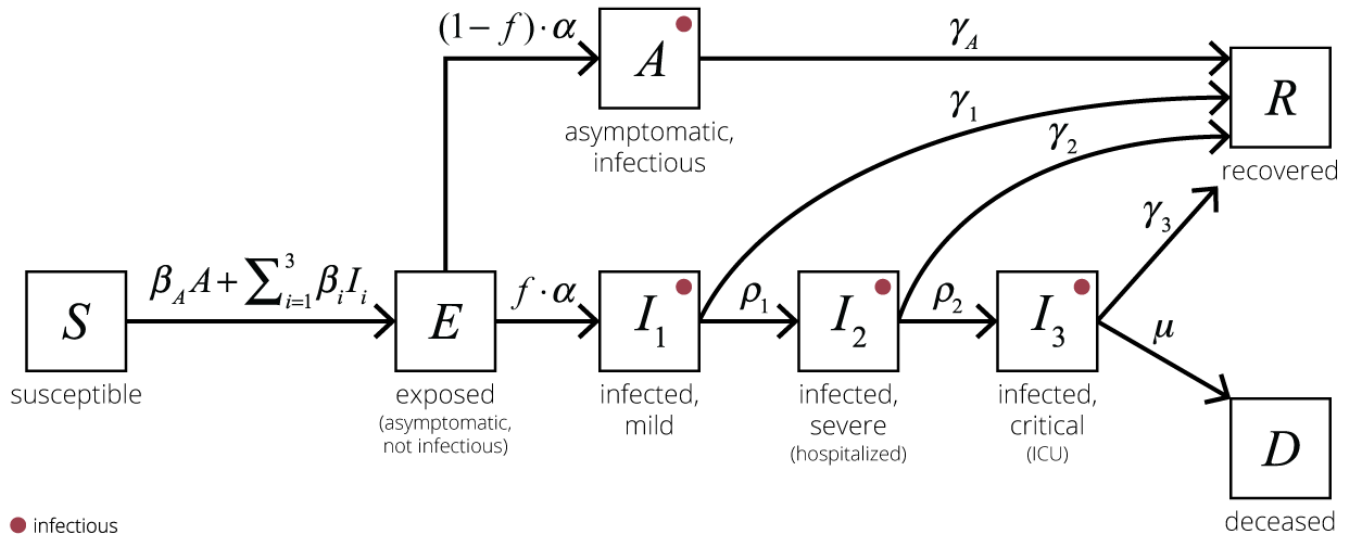 (1− f)·α
A
asymptomatic,
infectious
γ_A
γ_1
γ_2
R
recovered
γ_3
S
susceptible
β_A A+∑_{i=1}^{3} β_i I_i
E
exposed
(asymptomatic,
not infectious)
f·α
I_1
infected,
mild
ρ_1
I_2
infected,
severe
(hospitalized)
ρ_2
I_3
infected,
critical
(ICU)
μ
D
deceased
infectious